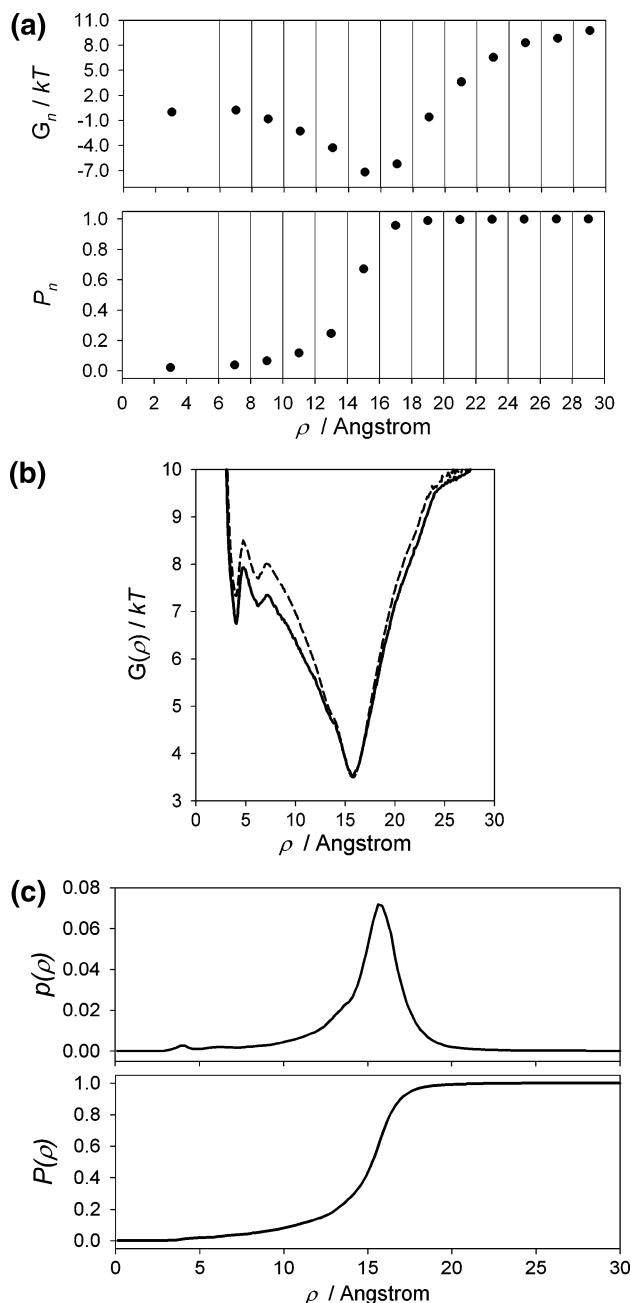 (a)
G_n / kT
11.0
8.0
5.0
2.0
-1.0
-4.0
-7.0
P_n
1.0
0.8
0.6
0.4
0.2
0.0
0 2 4 6 8 10 12 14 16 18 20 22 24 26 28 30
ρ / Angstrom
(b)
G(ρ) / kT
10
9
8
7
6
5
4
3
0 5 10 15 20 25 30
ρ / Angstrom
(c)
p(ρ)
0.08
0.06
0.04
0.02
0.00
P(ρ)
1.0
0.8
0.6
0.4
0.2
0.0
0 5 10 15 20 25 30
ρ / Angstrom